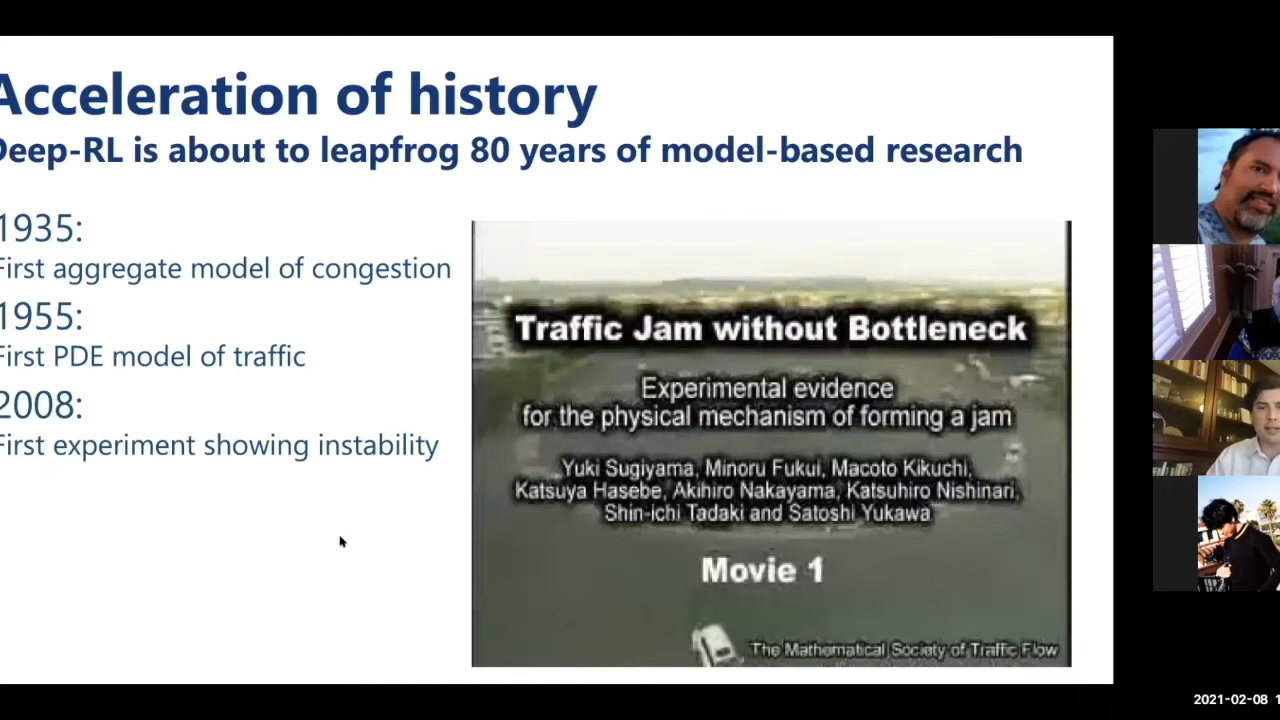 Acceleration of history
Deep-RL is about to leapfrog 80 years of model-based research
1935:
First aggregate model of congestion
1955:
First PDE model of traffic
2008:
First experiment showing instability
Traffic Jam without Bottleneck
Experimental evidence
for the physical mechanism of forming a jam
Yuki Sugiyama, Minoru Fukui, Macoto Kikuchi,
Katsuya Hasebe, Akihiro Nakayama, Katsuhiro Nishinari,
Shin-ichi Tadaki and Satoshi Yukawa
Movie 1
The Mathematical Society of Traffic Flow
2021-02-08 1